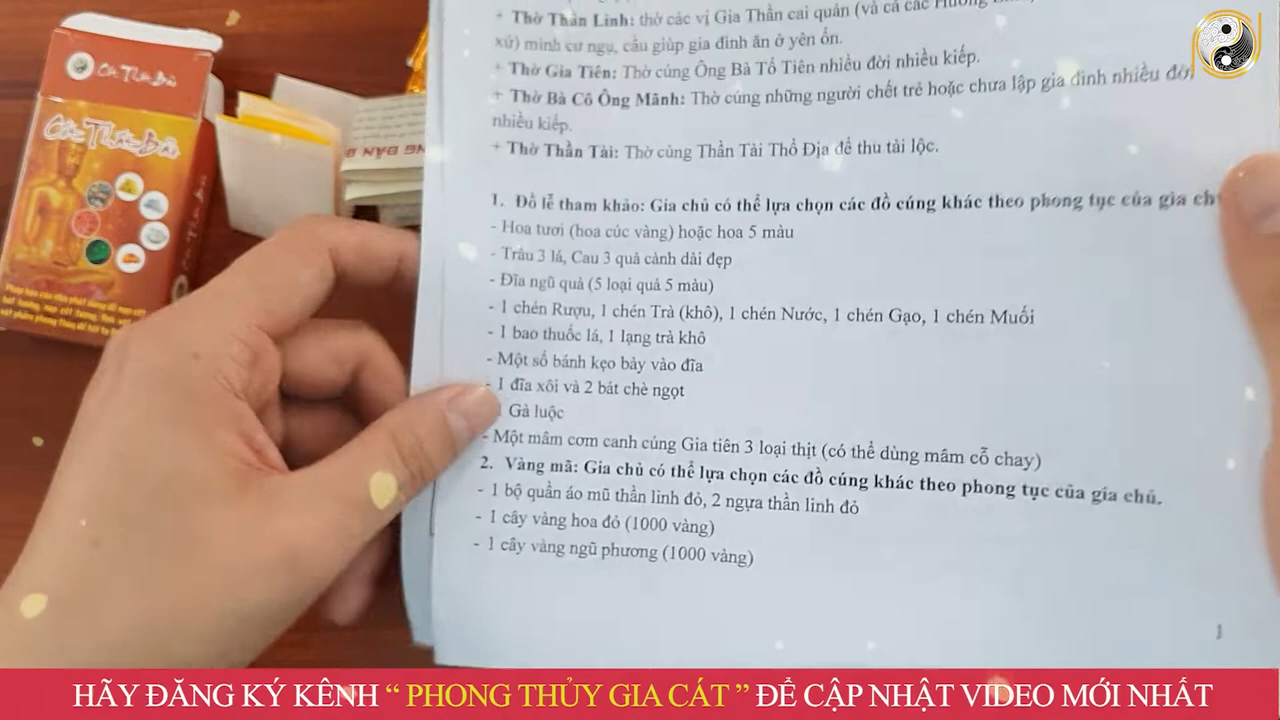 Cốt Thất Bảo
Cốt Thất Bảo
+ Thờ Thần Linh: thờ các vị Gia Thần cai quản (và cả các Hương
xứ) mình cư ngụ, cầu giúp gia đình ăn ở yên ổn.
+ Thờ Gia Tiên: Thờ cúng Ông Bà Tổ Tiên nhiều đời nhiều kiếp.
+ Thờ Bà Cô Ông Mãnh: Thờ cúng những người chết trẻ hoặc chưa lập gia đình nhiều đời
nhiều kiếp.
+ Thờ Thần Tài: Thờ cúng Thần Tài Thổ Địa để thu tài lộc.
1. Đồ lễ tham khảo: Gia chủ có thể lựa chọn các đồ cúng khác theo phong tục của gia ch
- Hoa tươi (hoa cúc vàng) hoặc hoa 5 màu
- Trầu 3 lá, Cau 3 quả cành dài đẹp
- Đĩa ngũ quả (5 loại quả 5 màu)
- 1 chén Rượu, 1 chén Trà (khô), 1 chén Nước, 1 chén Gạo, 1 chén Muối
- 1 bao thuốc lá, 1 lạng trà khô
- Một số bánh kẹo bày vào đĩa
- 1 đĩa xôi và 2 bát chè ngọt
Gà luộc
- Một mâm cơm canh cúng Gia tiên 3 loại thịt (có thể dùng mâm cỗ chay)
2. Vàng mã: Gia chủ có thể lựa chọn các đồ cúng khác theo phong tục của gia chủ.
- 1 bộ quần áo mũ thần linh đỏ, 2 ngựa thần linh đỏ
- 1 cây vàng hoa đỏ (1000 vàng)
- 1 cây vàng ngũ phương (1000 vàng)
1
HÃY ĐĂNG KÝ KÊNH “ PHONG THỦY GIA CÁT ” ĐỂ CẬP NHẬT VIDEO MỚI NHẤT